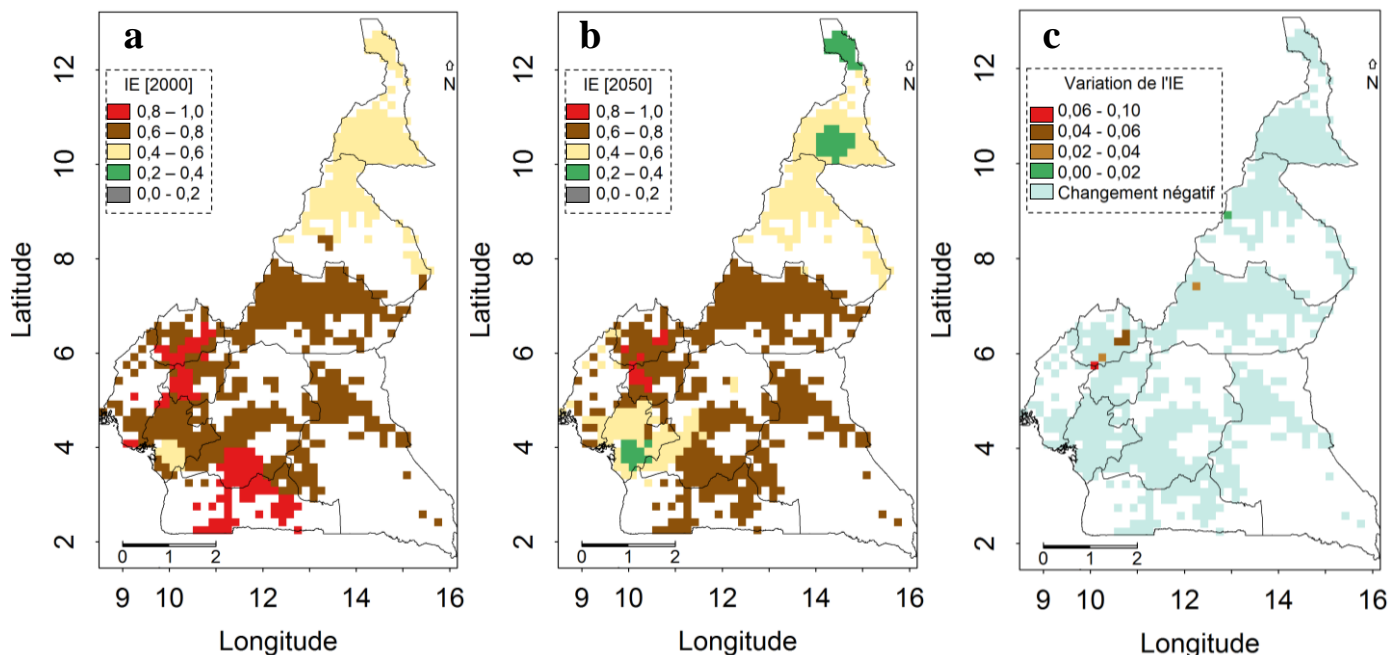 a
IE [2000]
0,8 – 1,0
0,6 – 0,8
0,4 – 0,6
0,2 – 0,4
0,0 - 0,2
N
Latitude
12
10
8
6
4
2
0 1 2
9 10 12 14 16
Longitude
b
IE [2050]
0,8 – 1,0
0,6 – 0,8
0,4 – 0,6
0,2 – 0,4
0,0 - 0,2
N
Latitude
12
10
8
6
4
2
0 1 2
9 10 12 14 16
Longitude
c
Variation de l'IE
0,06 - 0,10
0,04 - 0,06
0,02 - 0,04
0,00 - 0,02
Changement négatif
N
Latitude
12
10
8
6
4
2
0 1 2
9 10 12 14 16
Longitude